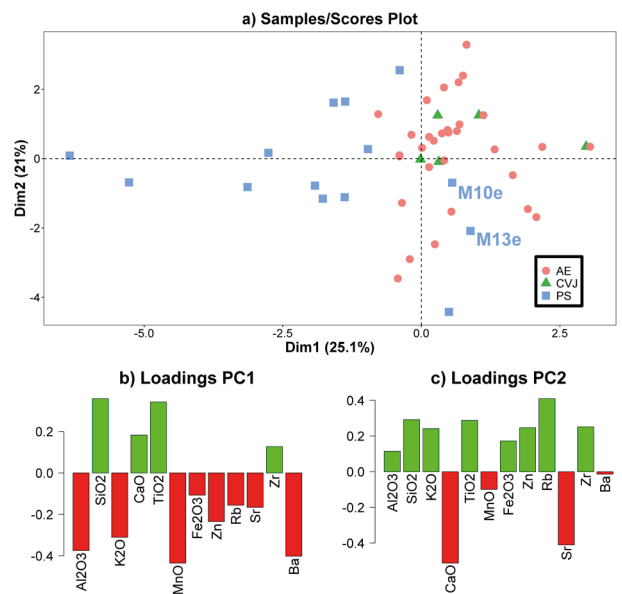 a) Samples/Scores Plot
Dim2 (21%)
2
0
-2
-4
M10e
M13e
AE
CVJ
PS
-5.0
-2.5
0.0
2.5
Dim1 (25.1%)
b) Loadings PC1
0.2
0.0
-0.2
-0.4
Al2O3
SiO2
K2O
CaO
TiO2
MnO
Fe2O3
Zn
Rb
Sr
Zr
Ba
c) Loadings PC2
0.4
0.2
0.0
-0.2
-0.4
Al2O3
SiO2
K2O
CaO
TiO2
MnO
Fe2O3
Zn
Rb
Sr
Zr
Ba